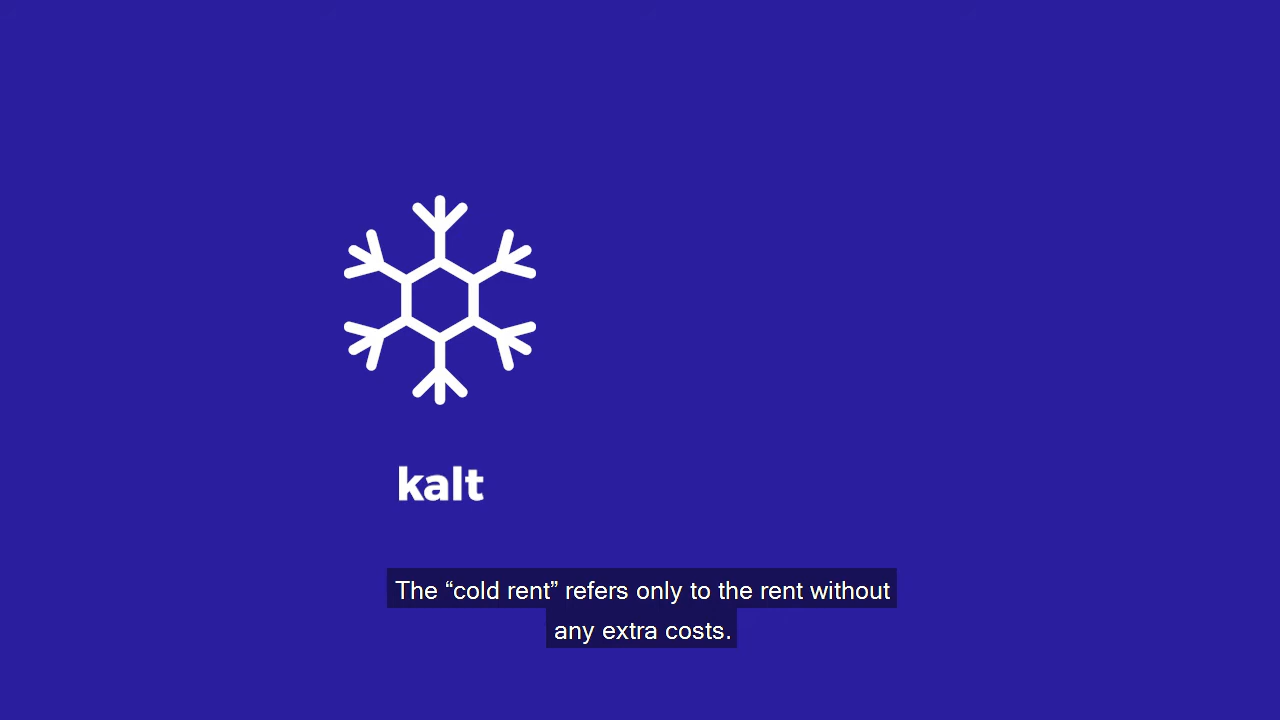 kalt
The “cold rent” refers only to the rent without
any extra costs.